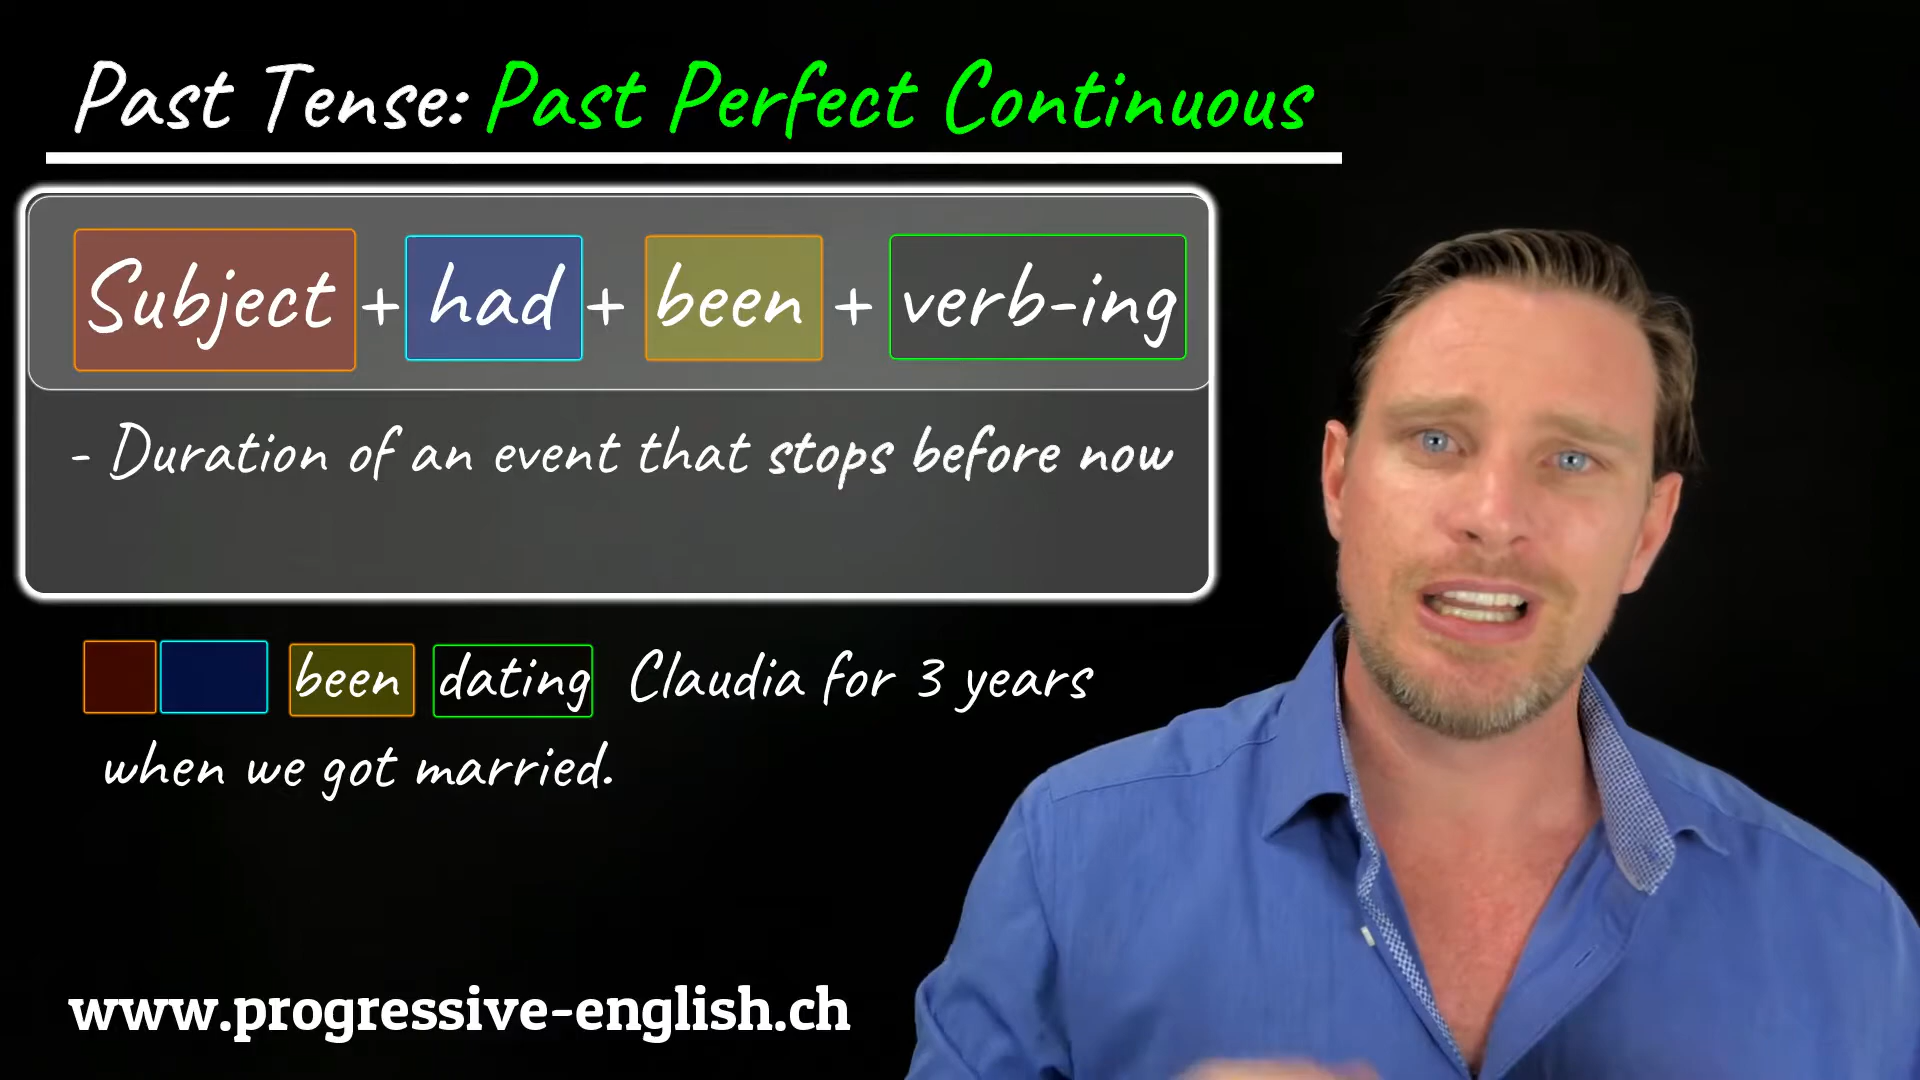 Past Tense: Past Perfect Continuous
Subject + had + been + verb-ing
- Duration of an event that stops before now
been dating Claudia for 3 years
when we got married.
www.progressive-english.ch